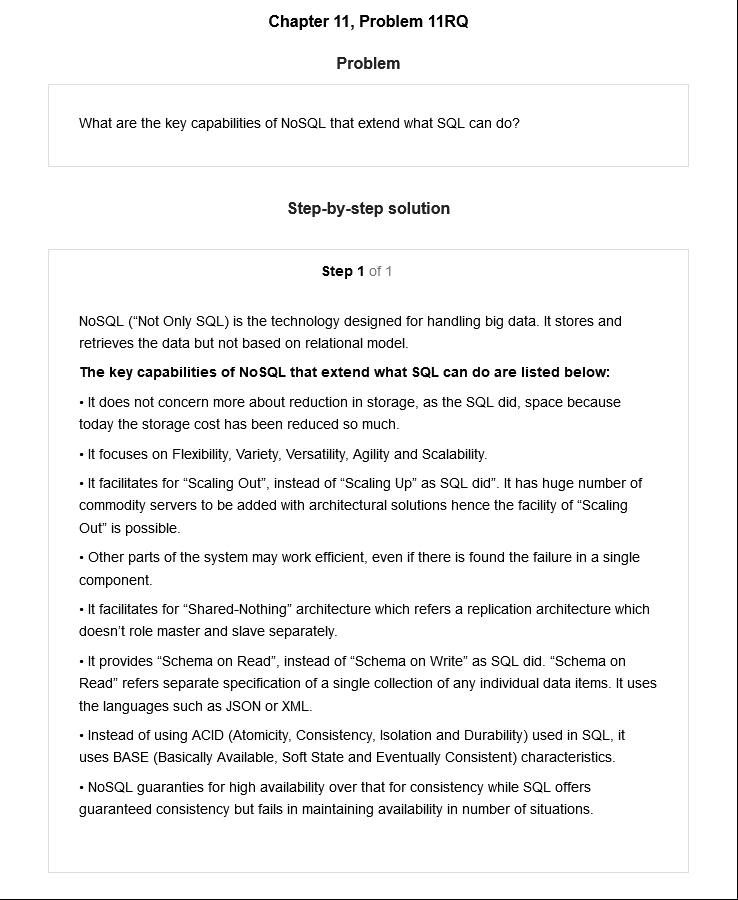 Chapter 11, Problem 11RQ
Problem
What are the key capabilities of NoSQL that extend what SQL can do?
Step-by-step solution
Step 1 of 1
NoSQL (“Not Only SQL) is the technology designed for handling big data. It stores and
retrieves the data but not based on relational model.
The key capabilities of NoSQL that extend what SQL can do are listed below:
• It does not concern more about reduction in storage, as the SQL did, space because
today the storage cost has been reduced so much.
• It focuses on Flexibility, Variety, Versatility, Agility and Scalability.
• It facilitates for “Scaling Out”, instead of “Scaling Up” as SQL did”. It has huge number of
commodity servers to be added with architectural solutions hence the facility of “Scaling
Out” is possible.
• Other parts of the system may work efficient, even if there is found the failure in a single
component.
• It facilitates for “Shared-Nothing” architecture which refers a replication architecture which
doesn’t role master and slave separately.
• It provides “Schema on Read”, instead of “Schema on Write” as SQL did. “Schema on
Read” refers separate specification of a single collection of any individual data items. It uses
the languages such as JSON or XML.
• Instead of using ACID (Atomicity, Consistency, Isolation and Durability) used in SQL, it
uses BASE (Basically Available, Soft State and Eventually Consistent) characteristics.
• NoSQL guaranties for high availability over that for consistency while SQL offers
guaranteed consistency but fails in maintaining availability in number of situations.